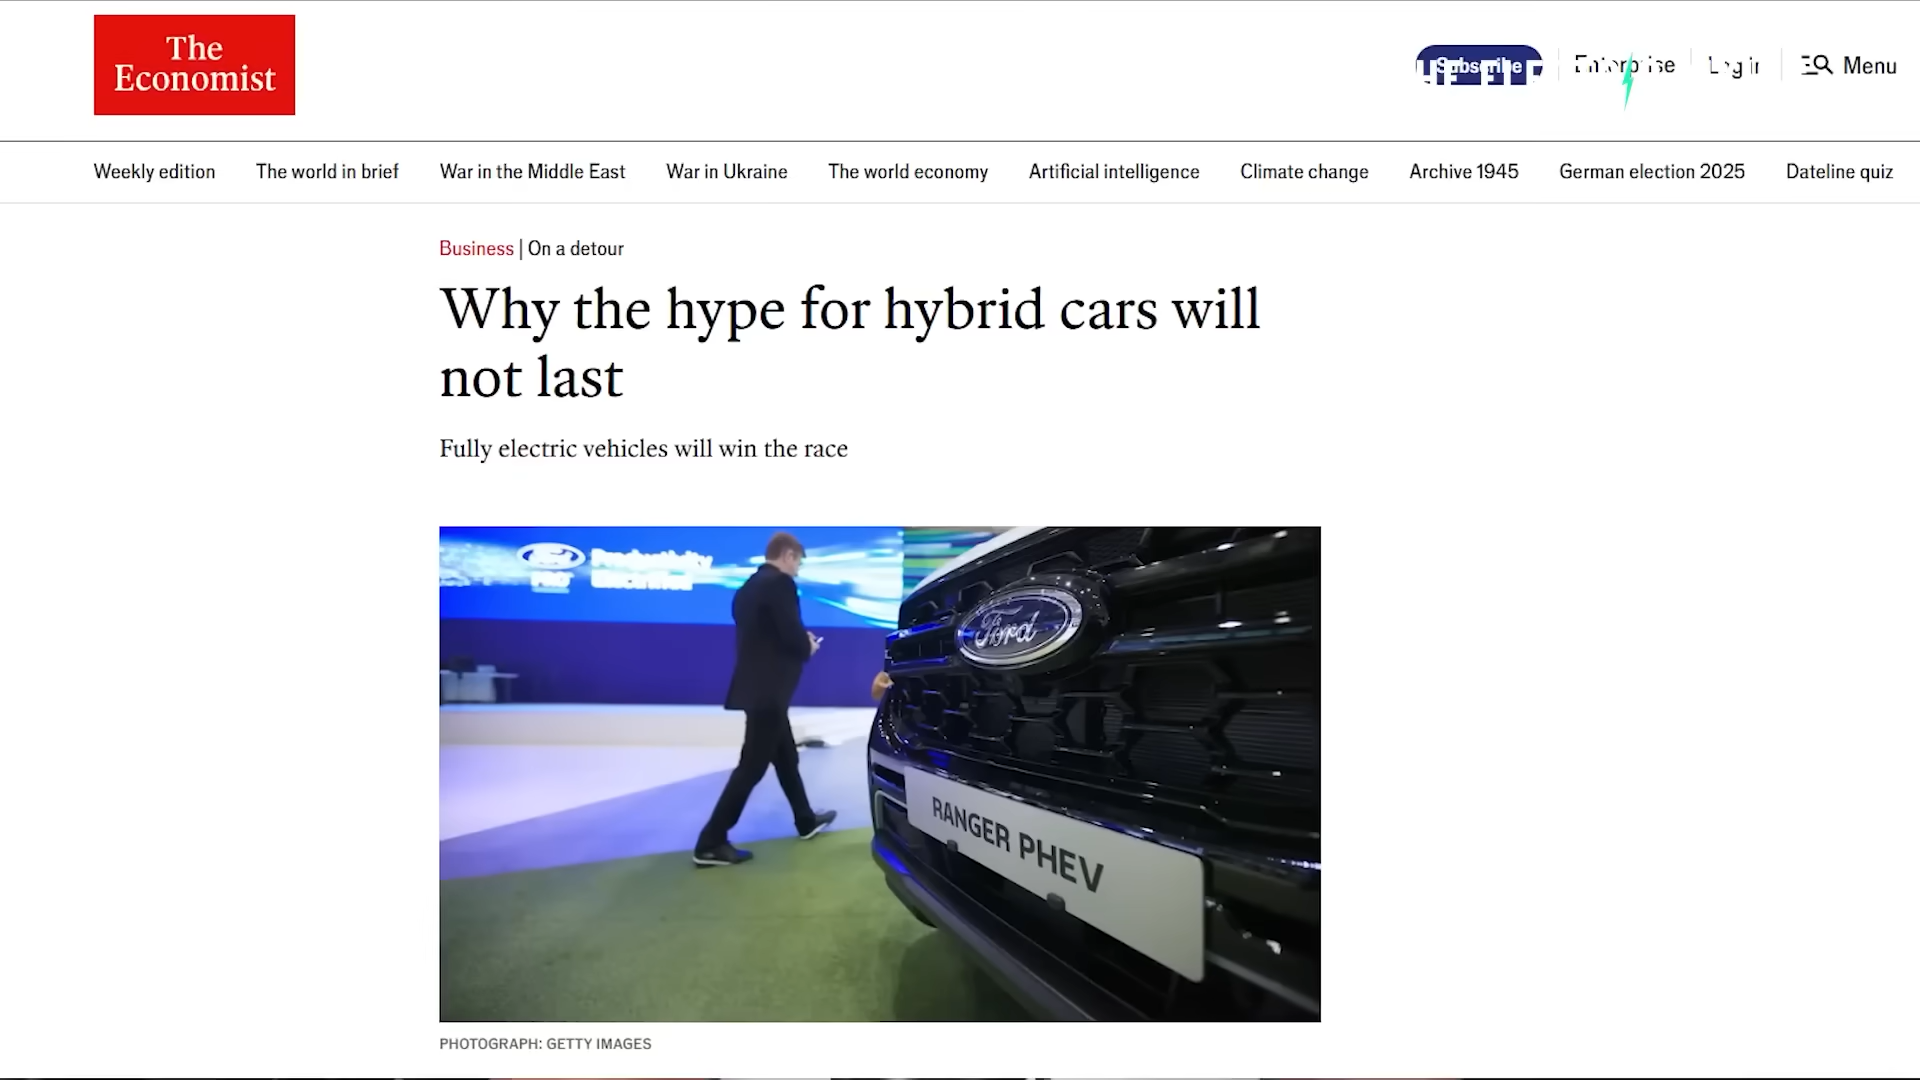 The
Economist
Subscribe
Enterprise
Log in
Menu
Weekly edition
The world in brief
War in the Middle East
War in Ukraine
The world economy
Artificial intelligence
Climate change
Archive 1945
German election 2025
Dateline quiz
Business | On a detour
Why the hype for hybrid cars will
not last
Fully electric vehicles will win the race
PRO
Productivity
Ford
RANGER PHEV
PHOTOGRAPH: GETTY IMAGES